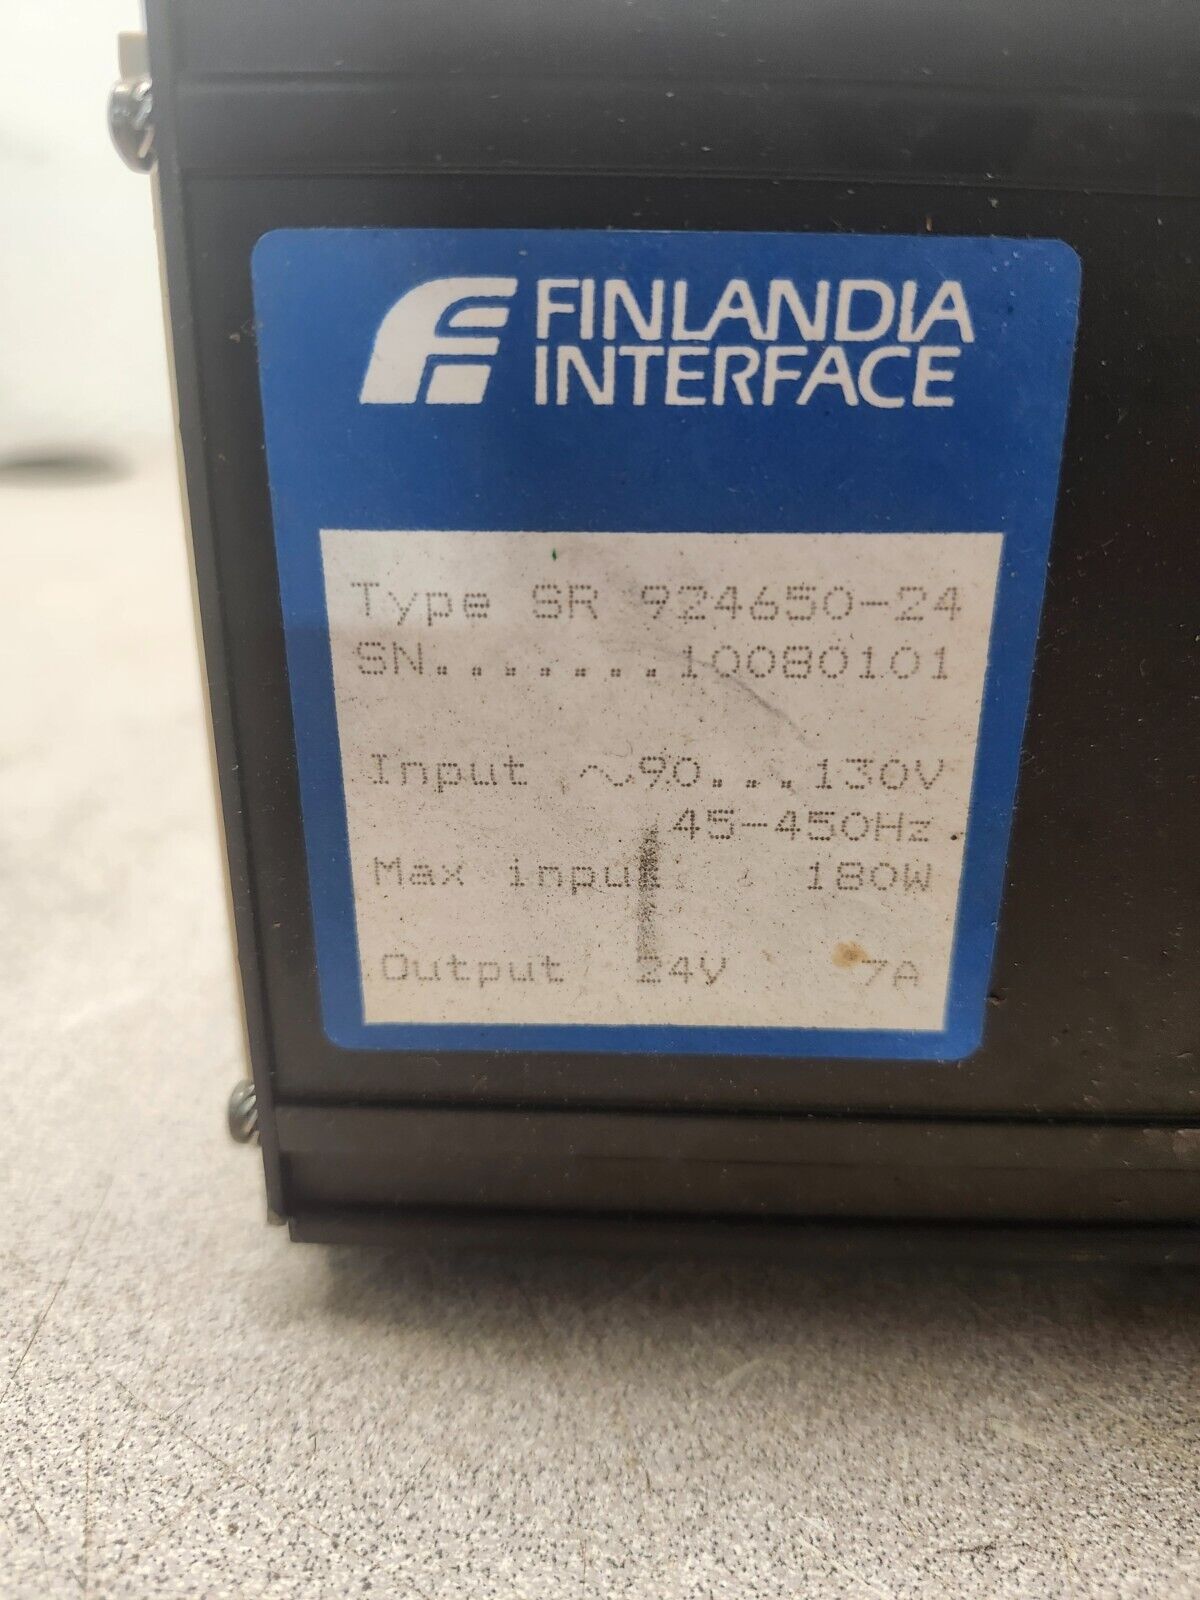 FINLANDIA
INTERFACE
Type SR 924650-24
SN.......10080101
Input ~90...130V
45-450Hz
Max input 180W
Output 24V 7A